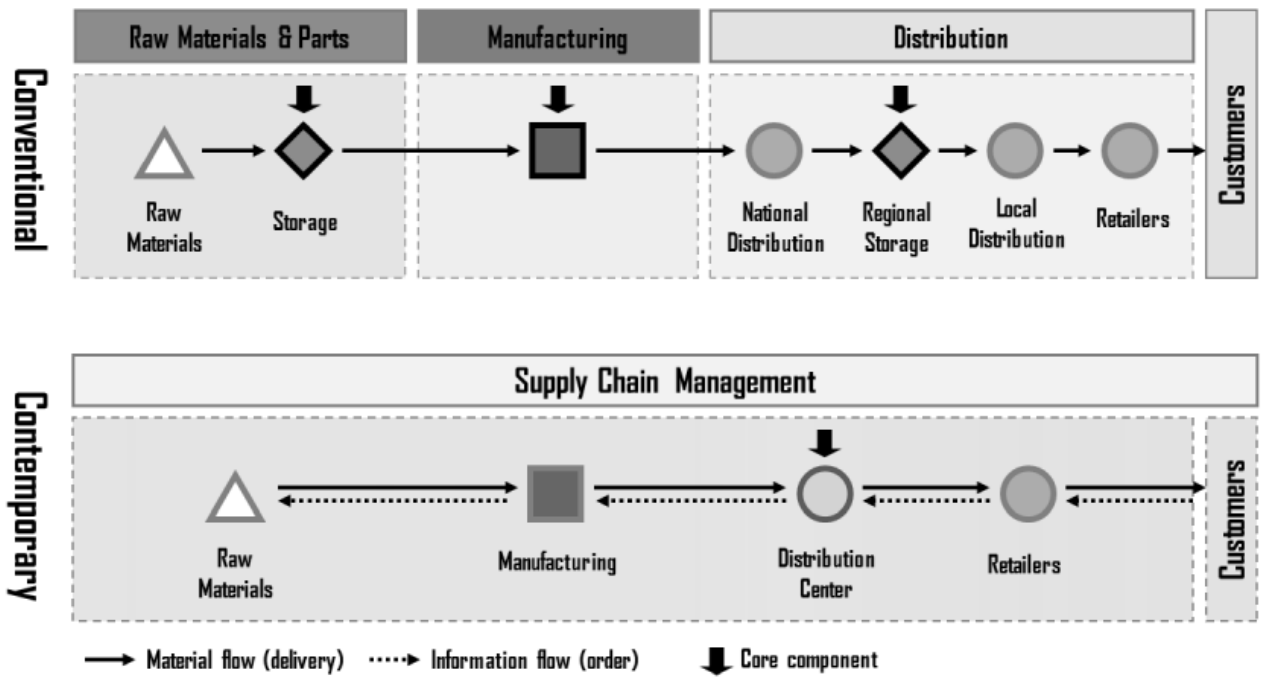 Raw Materials & Parts
Manufacturing
Distribution
Customers
Conventional
Raw
Materials
Storage
National
Distribution
Regional
Storage
Local
Distribution
Retailers
Supply Chain Management
Contemporary
Raw
Materials
Manufacturing
Distribution
Center
Retailers
Customers
Material flow (delivery)
Information flow (order)
Core component